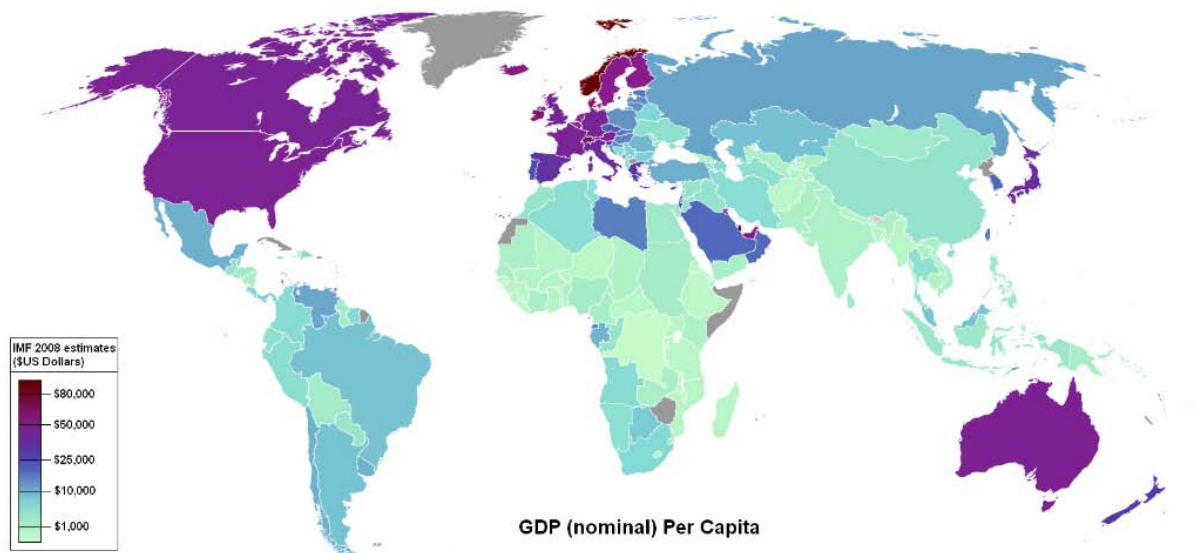 IMF 2008 estimates
($US Dollars)
$80,000
$50,000
$25,000
$10,000
$1,000
GDP (nominal) Per Capita